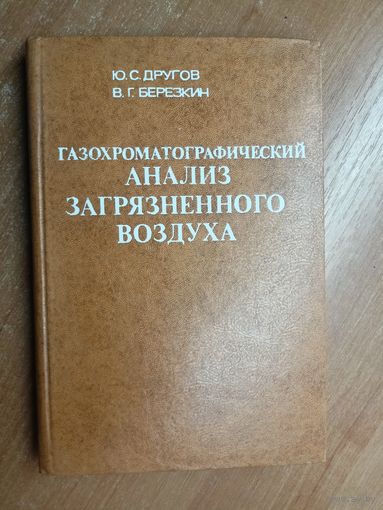 Ю. С. ДРУГОВ
В. Г. БЕРЕЗКИН
ГАЗОХРОМАТОГРАФИЧЕСКИЙ
АНАЛИЗ
ЗАГРЯЗНЕННОГО
ВОЗДУХА